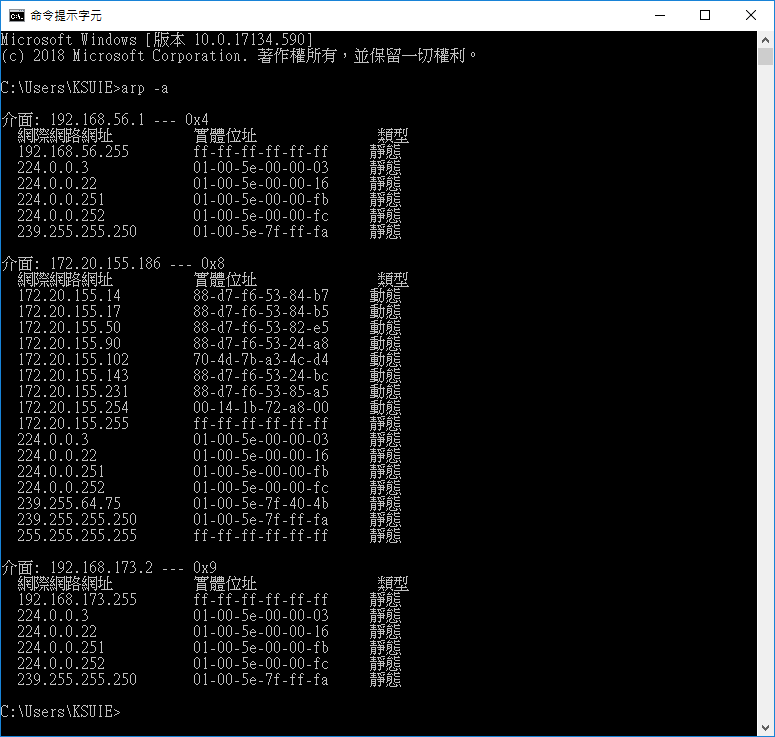 命令提示字元
Microsoft Windows [版本 10.0.17134.590]
(c) 2018 Microsoft Corporation. 著作權所有，並保留一切權利。
C:\Users\KSUIE>arp -a
介面: 192.168.56.1 --- 0x4
網際網路網址 實體位址 類型
192.168.56.255 ff-ff-ff-ff-ff-ff 靜態
224.0.0.3 01-00-5e-00-00-03 靜態
224.0.0.22 01-00-5e-00-00-16 靜態
224.0.0.251 01-00-5e-00-00-fb 靜態
224.0.0.252 01-00-5e-00-00-fc 靜態
239.255.255.250 01-00-5e-7f-ff-fa 靜態
介面: 172.20.155.186 --- 0x8
網際網路網址 實體位址 類型
172.20.155.14 88-d7-f6-53-84-b7 動態
172.20.155.17 88-d7-f6-53-84-b5 動態
172.20.155.50 88-d7-f6-53-82-e5 動態
172.20.155.90 88-d7-f6-53-24-a8 動態
172.20.155.102 70-4d-7b-a3-4c-d4 動態
172.20.155.143 88-d7-f6-53-24-bc 動態
172.20.155.231 88-d7-f6-53-85-a5 動態
172.20.155.254 00-14-1b-72-a8-00 動態
172.20.155.255 ff-ff-ff-ff-ff-ff 靜態
224.0.0.3 01-00-5e-00-00-03 靜態
224.0.0.22 01-00-5e-00-00-16 靜態
224.0.0.251 01-00-5e-00-00-fb 靜態
224.0.0.252 01-00-5e-00-00-fc 靜態
239.255.64.75 01-00-5e-7f-40-4b 靜態
239.255.255.250 01-00-5e-7f-ff-fa 靜態
255.255.255.255 ff-ff-ff-ff-ff-ff 靜態
介面: 192.168.173.2 --- 0x9
網際網路網址 實體位址 類型
192.168.173.255 ff-ff-ff-ff-ff-ff 靜態
224.0.0.3 01-00-5e-00-00-03 靜態
224.0.0.22 01-00-5e-00-00-16 靜態
224.0.0.251 01-00-5e-00-00-fb 靜態
224.0.0.252 01-00-5e-00-00-fc 靜態
239.255.255.250 01-00-5e-7f-ff-fa 靜態
C:\Users\KSUIE>